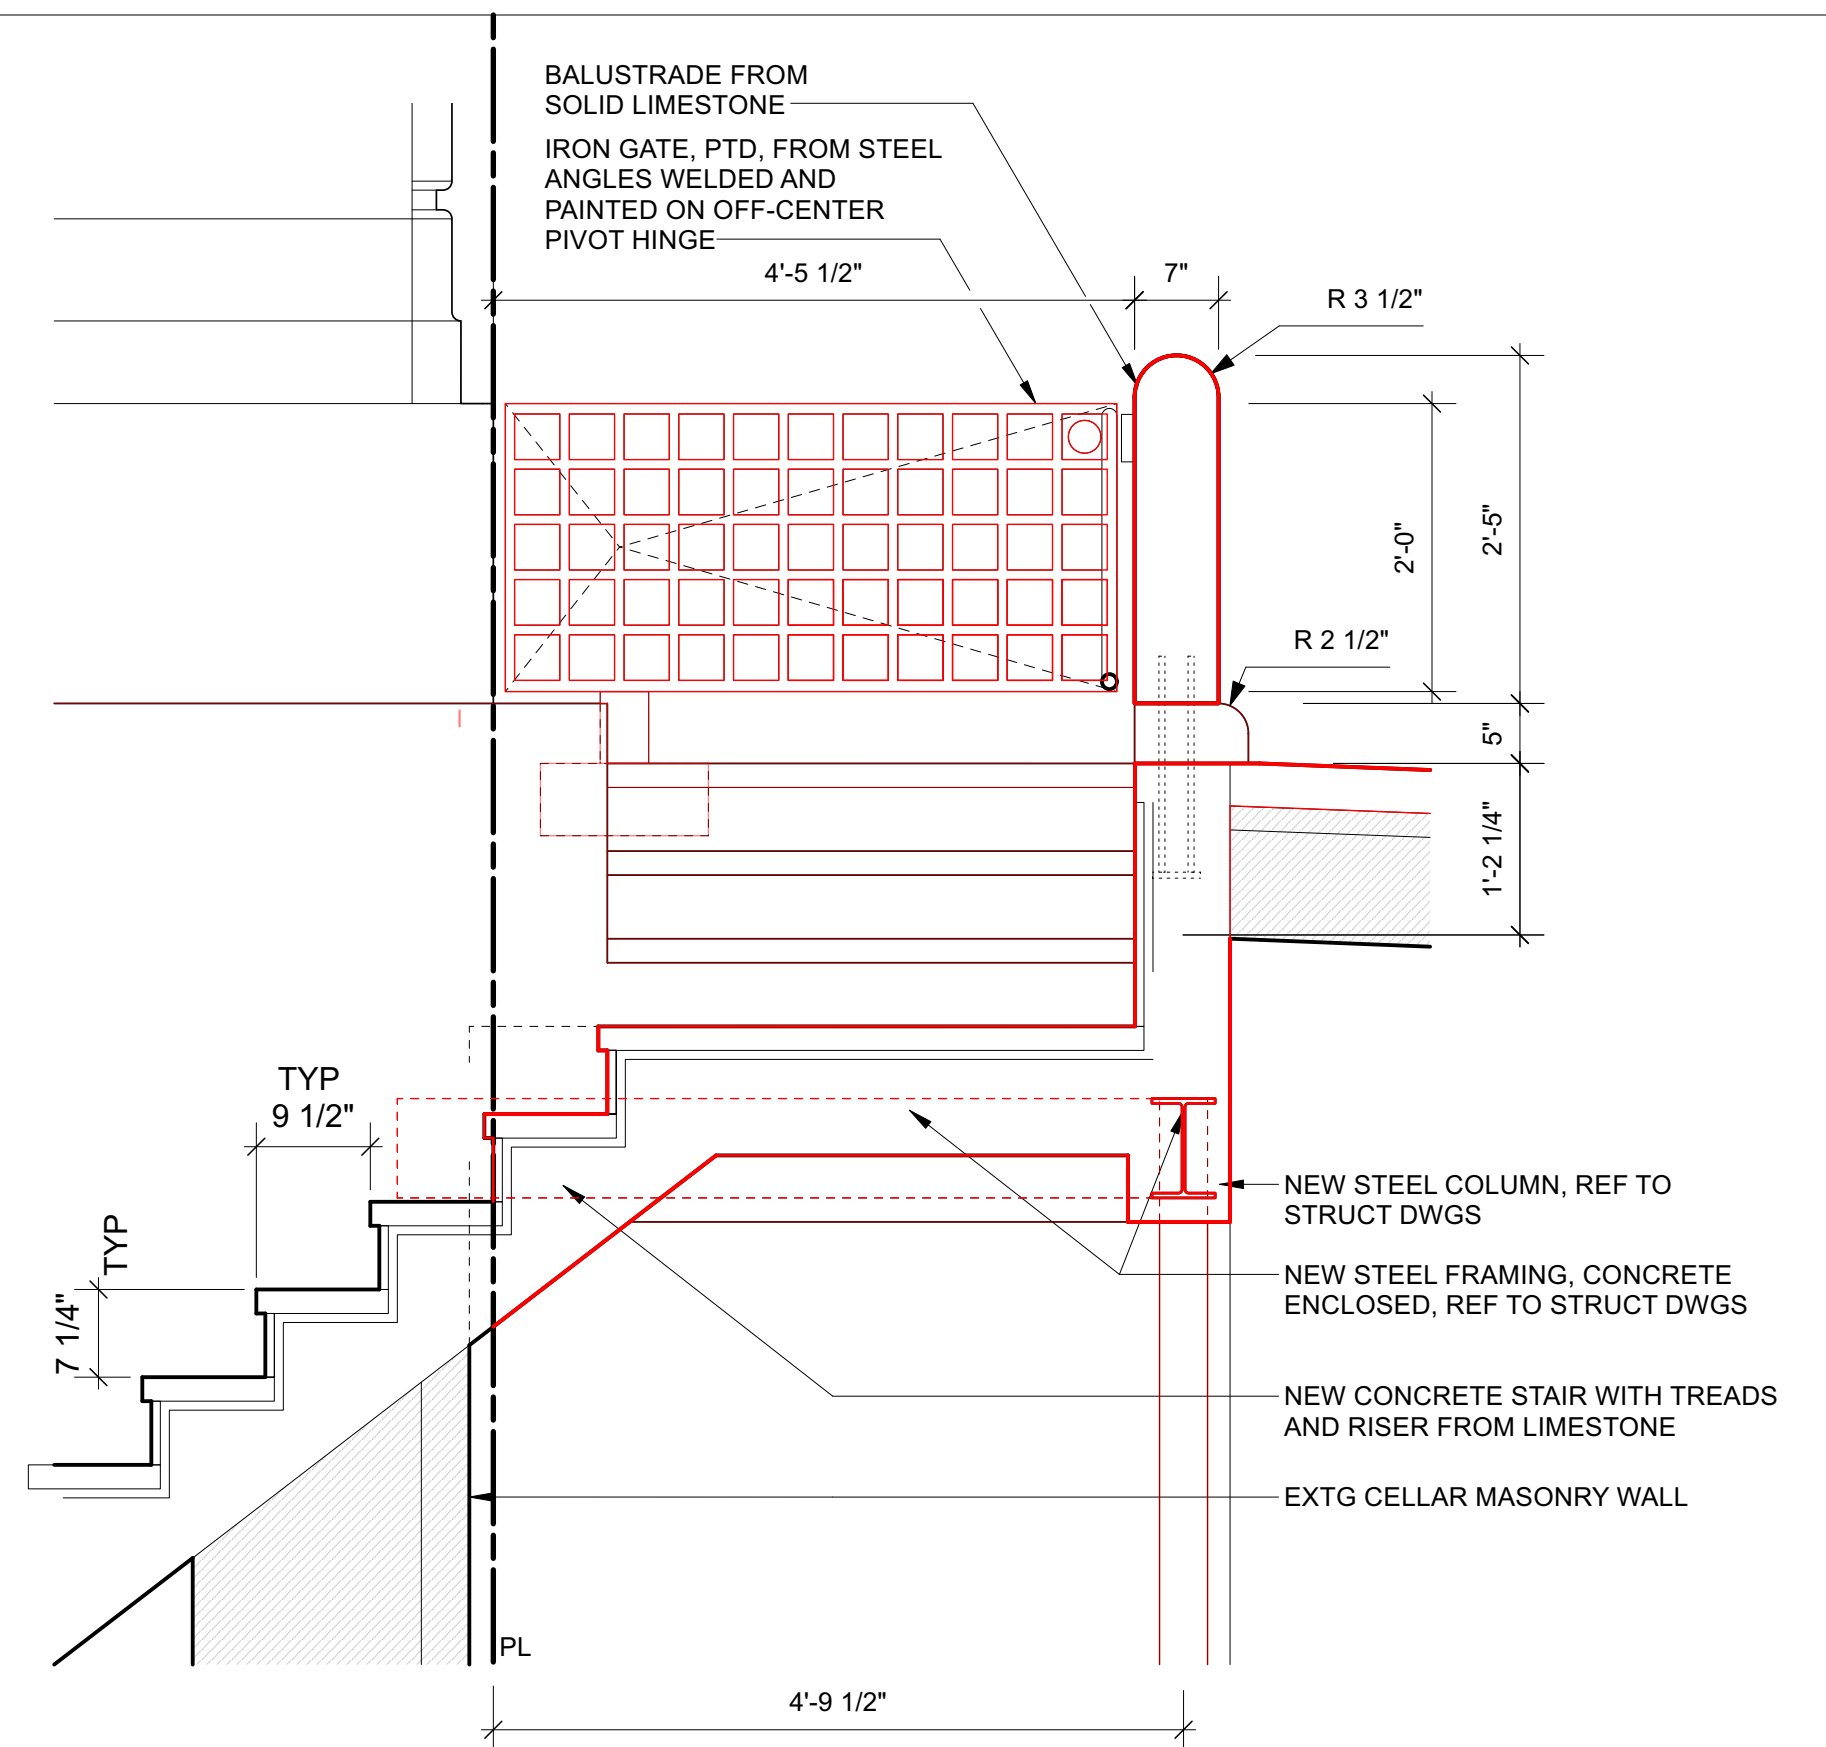 BALUSTRADE FROM
SOLID LIMESTONE
IRON GATE, PTD, FROM STEEL
ANGLES WELDED AND
PAINTED ON OFF-CENTER
PIVOT HINGE
4'-5 1/2"
7"
R 3 1/2"
2'-0"
2'-5"
R 2 1/2"
5"
1'-2 1/4"
TYP
9 1/2"
TYP
7 1/4"
NEW STEEL COLUMN, REF TO
STRUCT DWGS
NEW STEEL FRAMING, CONCRETE
ENCLOSED, REF TO STRUCT DWGS
NEW CONCRETE STAIR WITH TREADS
AND RISER FROM LIMESTONE
EXTG CELLAR MASONRY WALL
PL
4'-9 1/2"